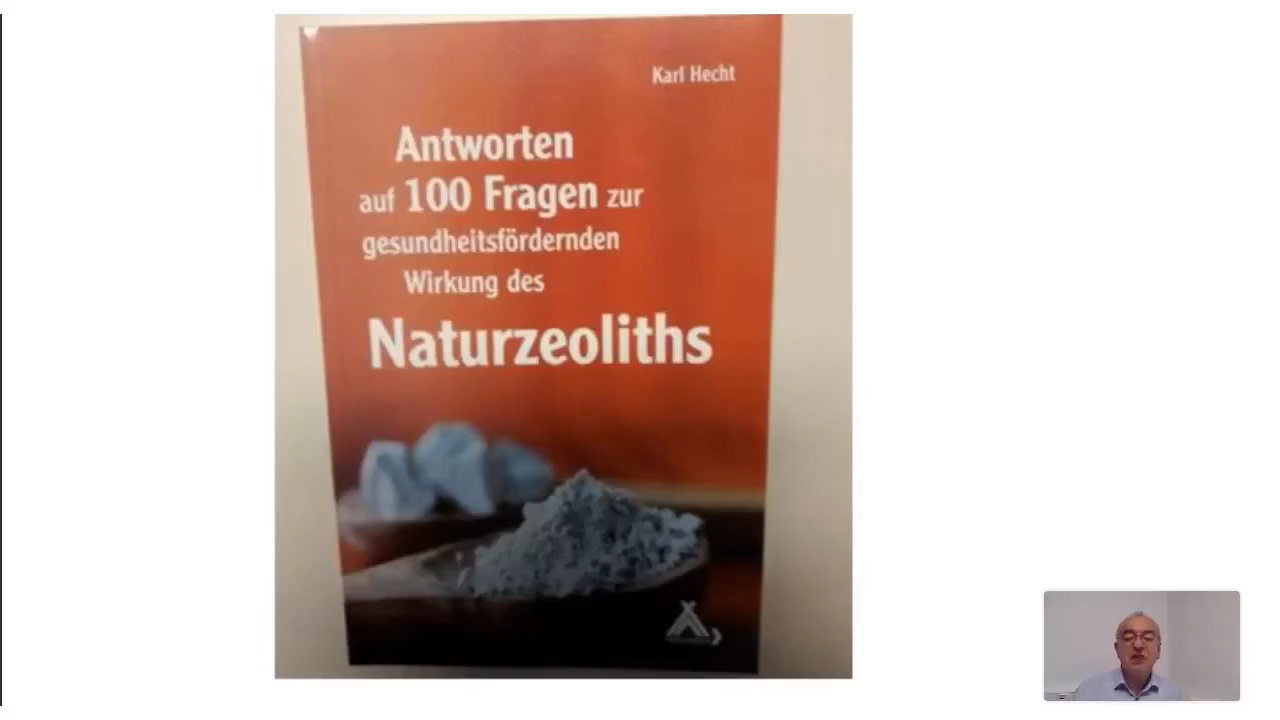 Karl Hecht
Antworten
auf 100 Fragen zur
gesundheitsfördernden
Wirkung des
Naturzeoliths